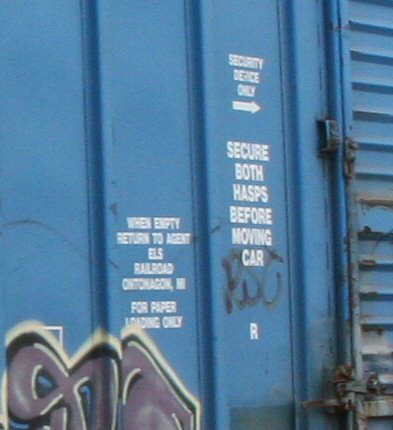 SECURITY
DEVICE
ONLY
SECURE
BOTH
HASPS
BEFORE
MOVING
CAR
R
WHEN EMPTY
RETURN TO AGENT
ELS
RAILROAD
ONTONAGON, MI
FOR PAPER
LOADING ONLY